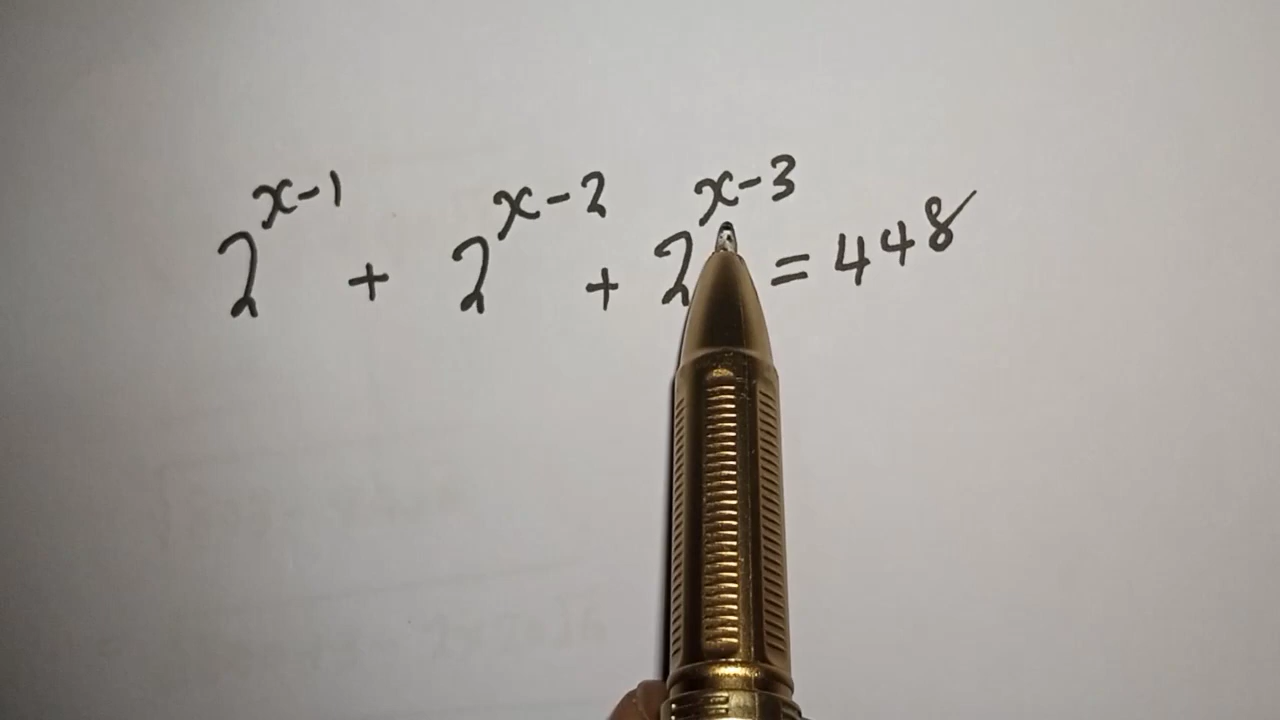 2^{x-1} + 2^{x-2} + 2^{x-3} = 448